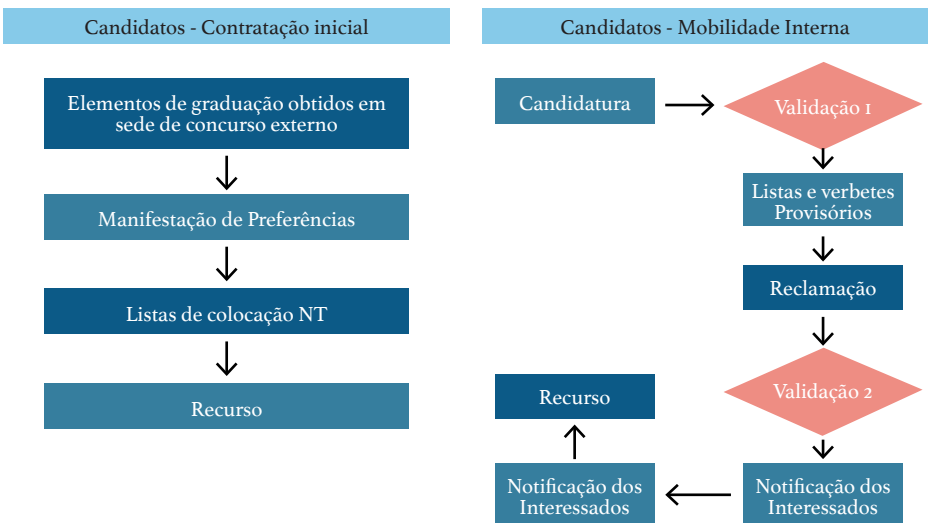 Candidatos - Contratação inicial
Elementos de graduação obtidos em
sede de concurso externo
Manifestação de Preferências
Listas de colocação NT
Recurso
Candidatos - Mobilidade Interna
Candidatura
Validação 1
Listas e verbetes
Provisórios
Reclamação
Validação 2
Notificação dos
Interessados
Notificação dos
Interessados
Recurso